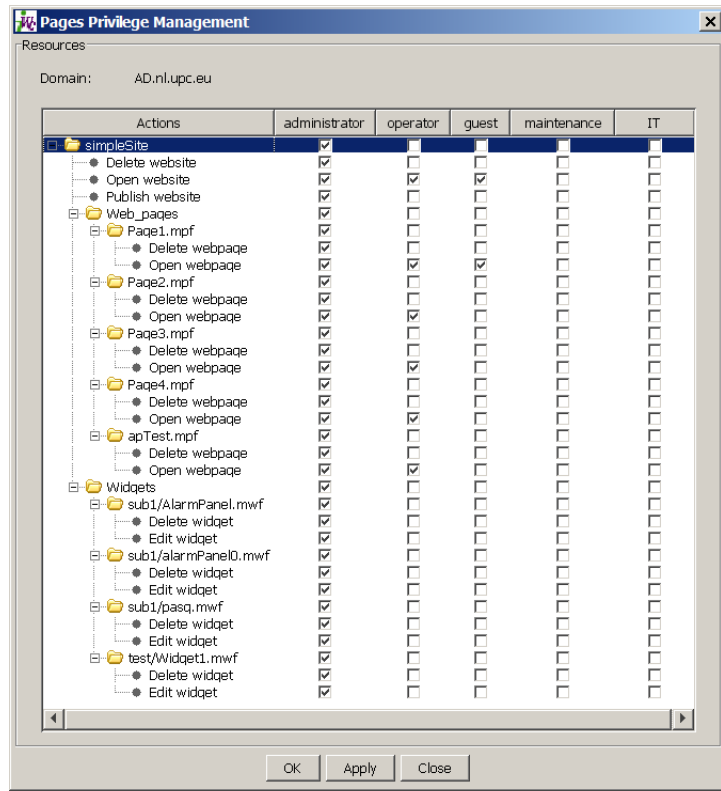 Pages Privilege Management
Resources
Domain: AD.nl.upc.eu
Actions administrator operator guest maintenance IT
simpleSite
Delete website
Open website
Publish website
Web_pages
Page1.mpf
Delete webpage
Open webpage
Page2.mpf
Delete webpage
Open webpage
Page3.mpf
Delete webpage
Open webpage
Page4.mpf
Delete webpage
Open webpage
apTest.mpf
Delete webpage
Open webpage
Widgets
sub1/AlarmPanel.mwf
Delete widget
Edit widget
sub1/alarmPanel0.mwf
Delete widget
Edit widget
sub1/pasq.mwf
Delete widget
Edit widget
test/Widget1.mwf
Delete widget
Edit widget
OK Apply Close